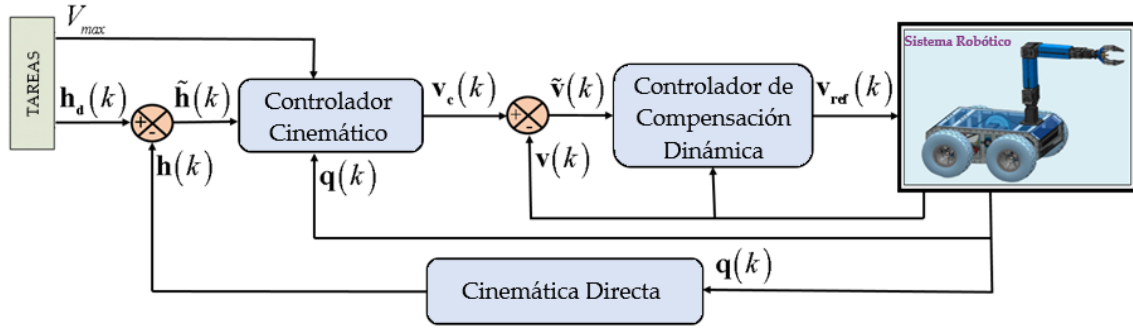 TAREAS
V_max
h_d(k)
+
-
h̃(k)
h(k)
Controlador
Cinemático
q(k)
v_c(k)
+
-
ṽ(k)
v(k)
Controlador de
Compensación
Dinámica
v_ref(k)
Sistema Robótico
q(k)
Cinemática Directa